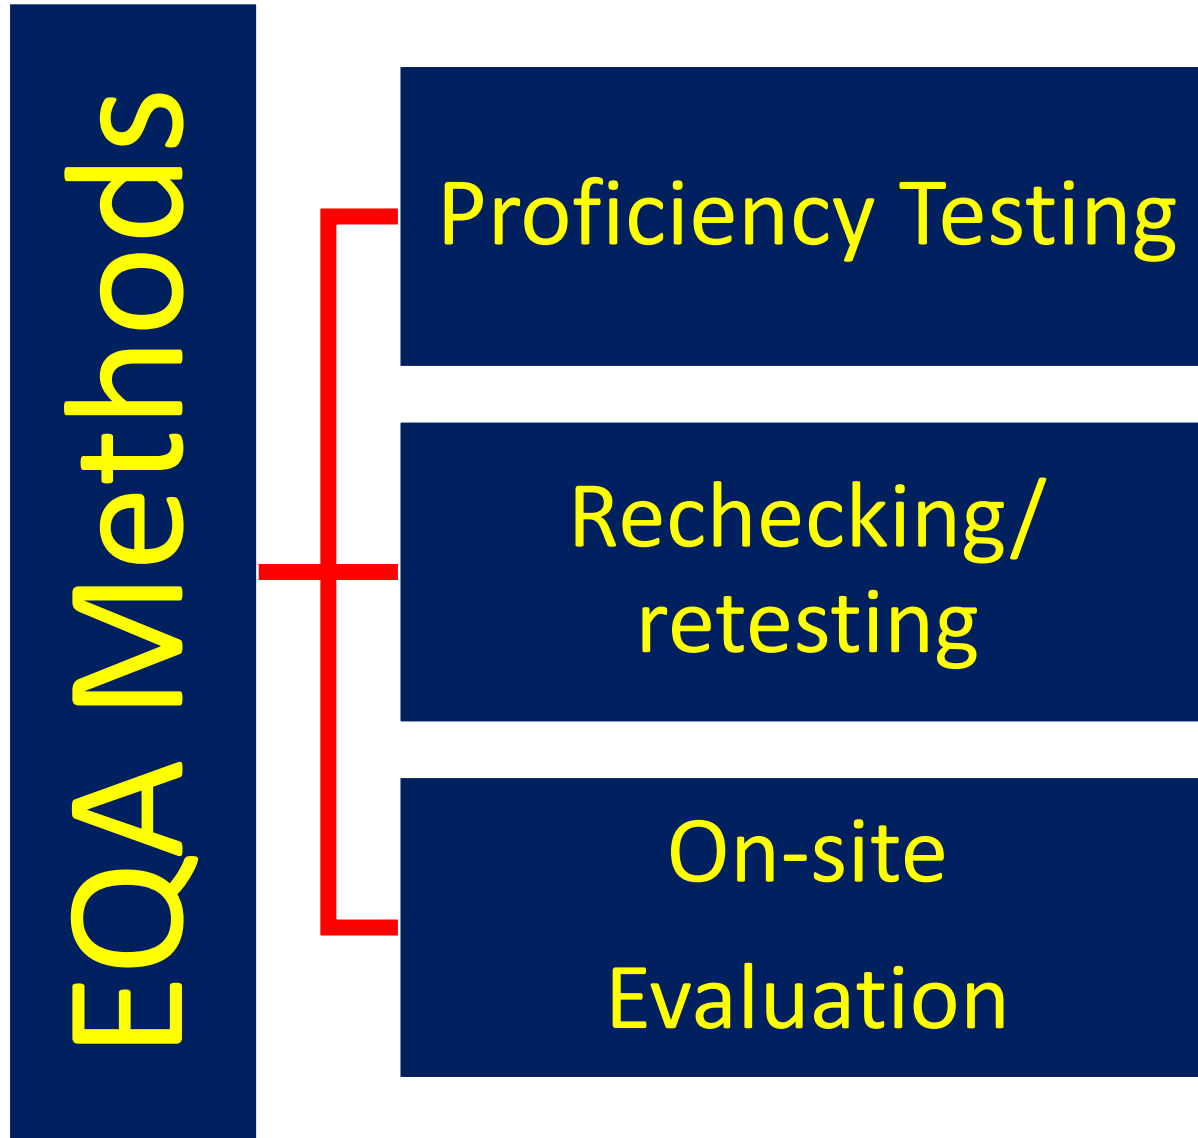 EQA Methods
Proficiency Testing
Rechecking/
retesting
On-site
Evaluation